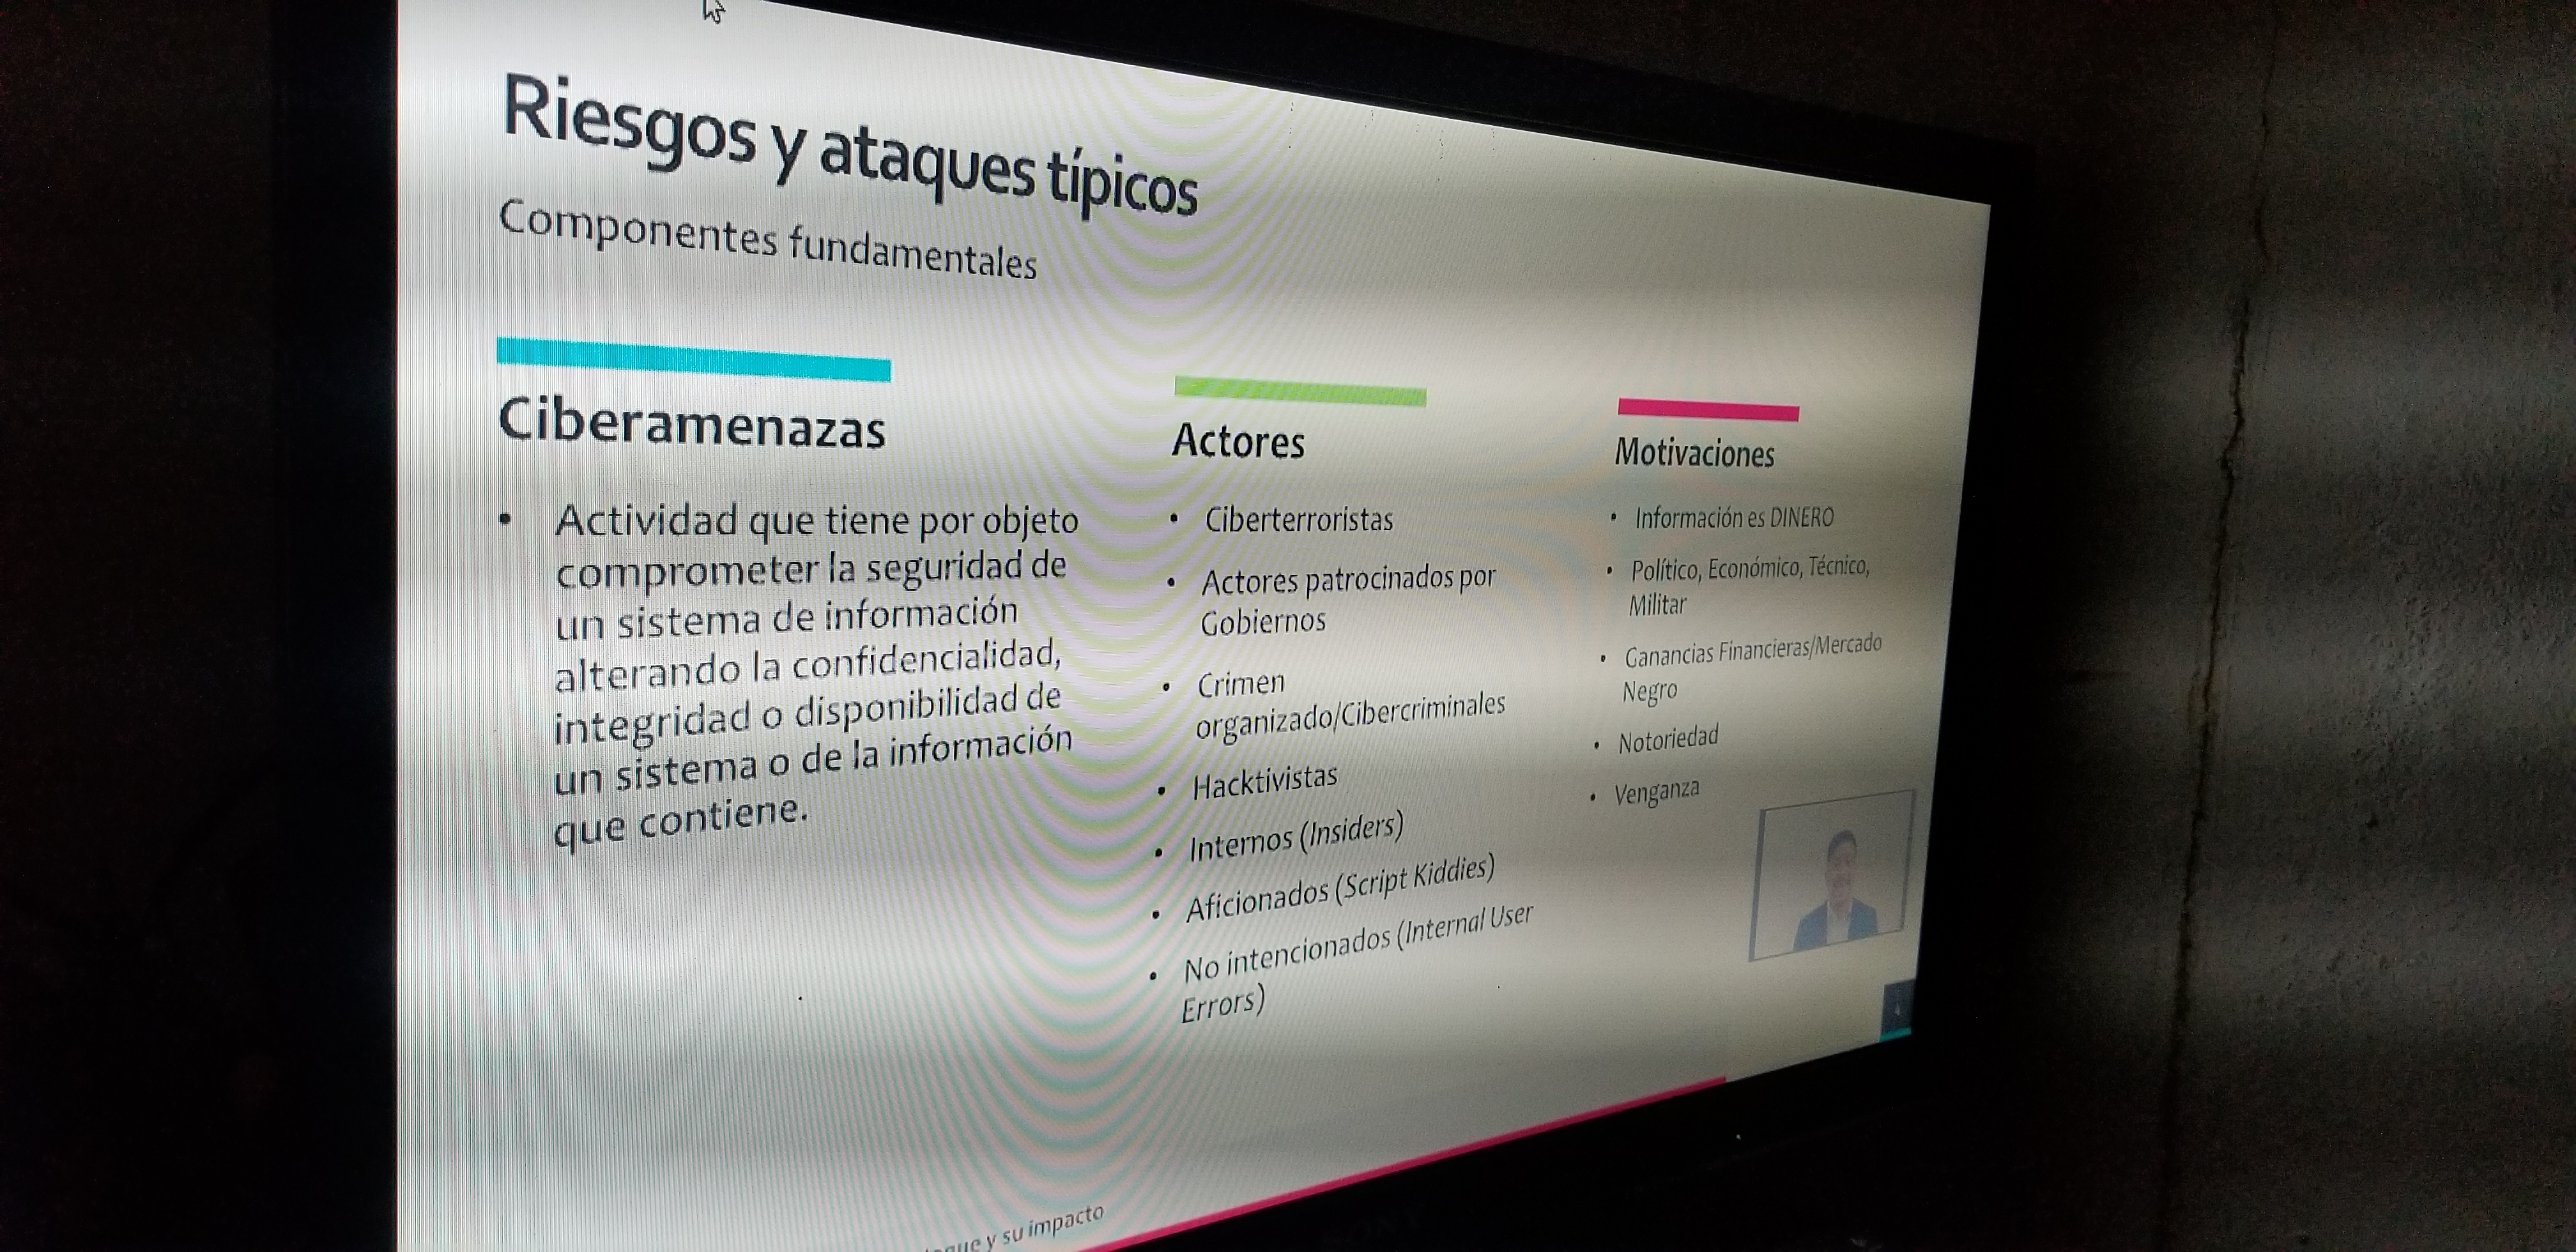 Riesgos y ataques típicos
Componentes fundamentales
Ciberamenazas
• Actividad que tiene por objeto
comprometer la seguridad de
un sistema de información
alterando la confidencialidad,
integridad o disponibilidad de
un sistema o de la información
que contiene.
Actores
• Ciberterroristas
• Actores patrocinados por
Gobiernos
• Crimen
organizado/Cibercriminales
• Hacktivistas
• Internos (Insiders)
• Aficionados (Script Kiddies)
• No intencionados (Internal User
Errors)
Motivaciones
• Información es DINERO
• Político, Económico, Técnico,
Militar
• Ganancias Financieras/Mercado
Negro
• Notoriedad
• Venganza
4
y su impacto